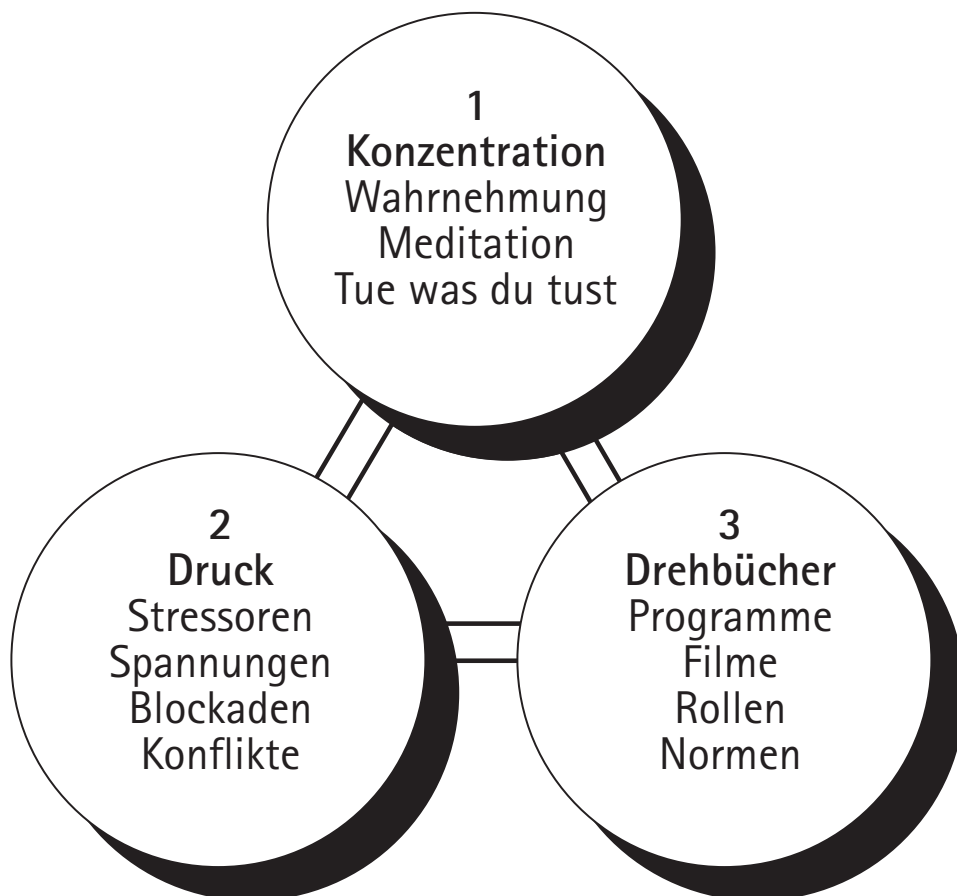 1
Konzentration
Wahrnehmung
Meditation
Tue was du tust
2
Druck
Stressoren
Spannungen
Blockaden
Konflikte
3
Drehbücher
Programme
Filme
Rollen
Normen